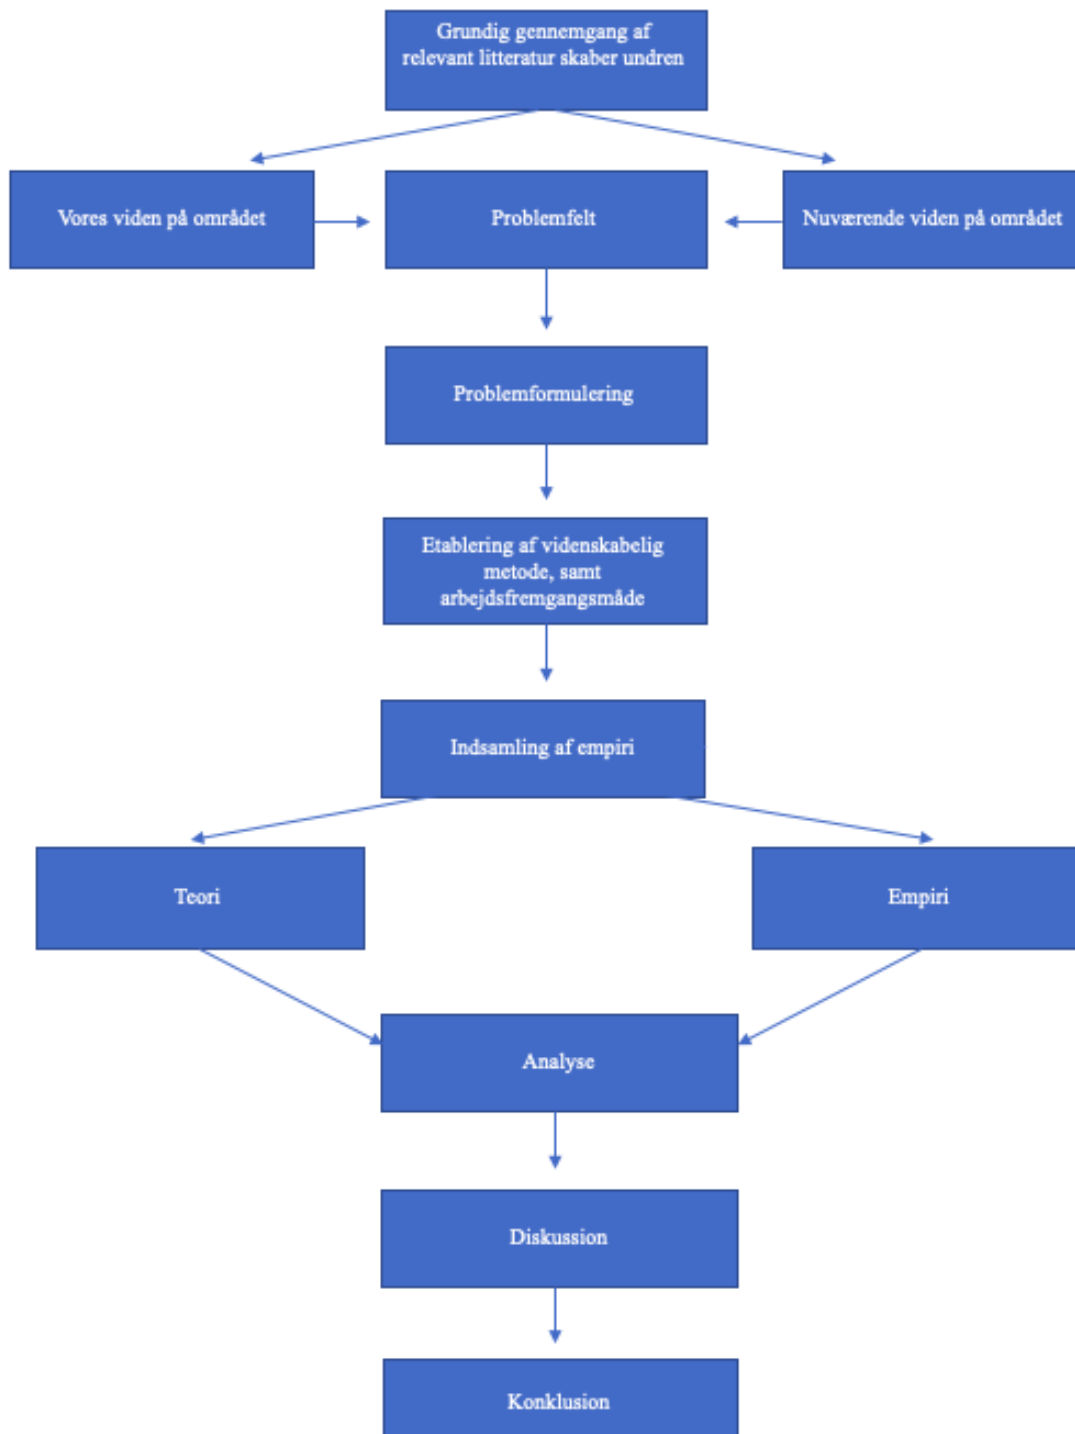 Grundig gennemgang af
relevant litteratur skaber undren
Vores viden på området
Problemfelt
Nuværende viden på området
Problemformulering
Etablering af videnskabelig
metode, samt
arbejdsfremgangsmåde
Indsamling af empiri
Teori
Empiri
Analyse
Diskussion
Konklusion